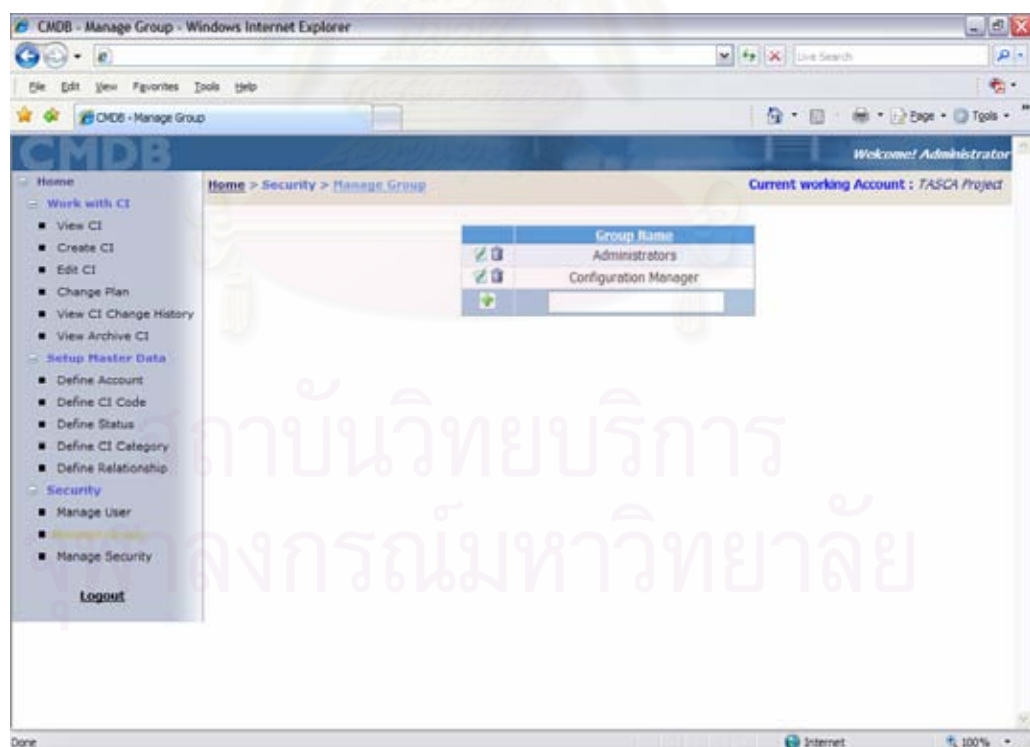 CMDB - Manage Group - Windows Internet Explorer
Live Search
File Edit View Favorites Tools Help
CMDB - Manage Group
Page Tools
CMDB
Welcome! Administrator
Home > Security > Manage Group
Current working Account : TASCA Project
Home
Work with CI
View CI
Create CI
Edit CI
Change Plan
View CI Change History
View Archive CI
Setup Master Data
Define Account
Define CI Code
Define Status
Define CI Category
Define Relationship
Security
Manage User
Manage Group
Manage Security
Logout
Group Name
Administrators
Configuration Manager
สถาบันวิทยบริการ
จุฬาลงกรณ์มหาวิทยาลัย
Done
Internet
100%